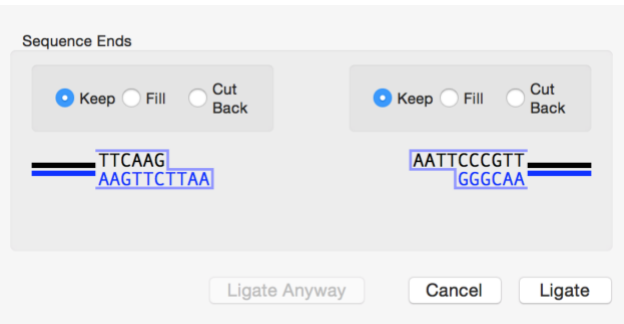 Sequence Ends
Keep Fill Cut Back
Keep Fill Cut Back
TTCAAG
AAGTTCTTAA
AATTCCCGTT
GGGCAA
Ligate Anyway Cancel Ligate